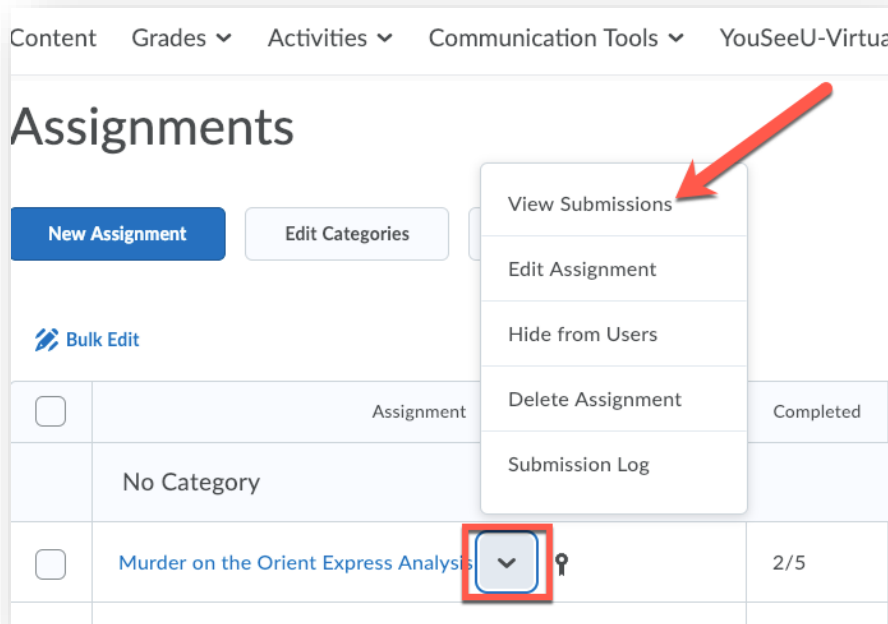 Content Grades Activities Communication Tools YouSeeU-Virtua
Assignments
New Assignment Edit Categories
View Submissions
Edit Assignment
Hide from Users
Delete Assignment
Submission Log
Bulk Edit
Assignment Completed
No Category
Murder on the Orient Express Analysis 2/5